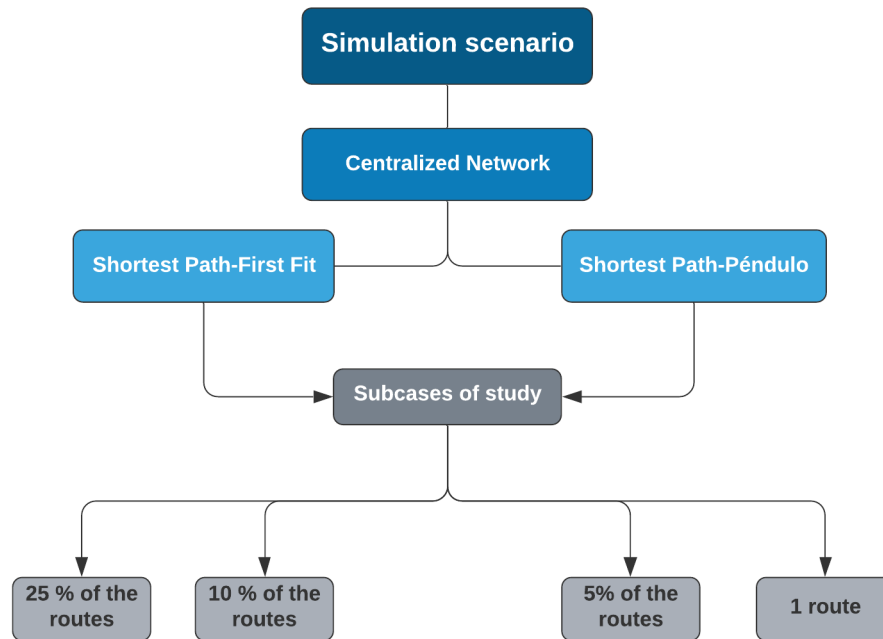 Simulation scenario
Centralized Network
Shortest Path-First Fit
Shortest Path-Péndulo
Subcases of study
25 % of the
routes
10 % of the
routes
5% of the
routes
1 route